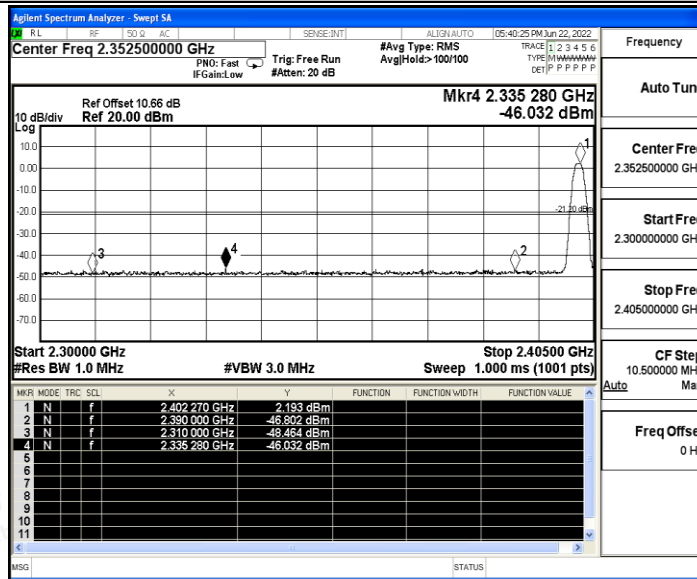 Agilent Spectrum Analyzer - Swept SA
RL RF 50 Ω AC SENSE:INT ALIGN AUTO 05:40:25 PM Jun 22, 2022
Center Freq 2.352500000 GHz
PNO: Fast
IFGain:Low
Trig: Free Run
#Atten: 20 dB
#Avg Type: RMS
Avg|Hold:> 100/100
TRACE 1 2 3 4 5 6
TYPE M W W W W W
DET P P P P P P
Ref Offset 10.66 dB
Ref 20.00 dBm
10 dB/div
Log
Mkr4 2.335 280 GHz
-46.032 dBm
10.0
0.00
-10.0
-20.0
-30.0
-40.0
-50.0
-60.0
-70.0
1
-21.20 dBm
2
3
4
Start 2.30000 GHz
Stop 2.40500 GHz
#Res BW 1.0 MHz
#VBW 3.0 MHz
Sweep 1.000 ms (1001 pts)
MKR MODE TRC SCL X Y FUNCTION FUNCTION WIDTH FUNCTION VALUE
1 N f 2.402 270 GHz 2.193 dBm
2 N f 2.390 000 GHz -46.802 dBm
3 N f 2.310 000 GHz -48.464 dBm
4 N f 2.335 280 GHz -46.032 dBm
5
6
7
8
9
10
11
MSG
STATUS
Frequency
Auto Tun
Center Fre
2.352500000 GH
Start Fre
2.300000000 GH
Stop Fre
2.405000000 GH
CF Step
10.500000 MH
Auto Ma
Freq Offse
0 H